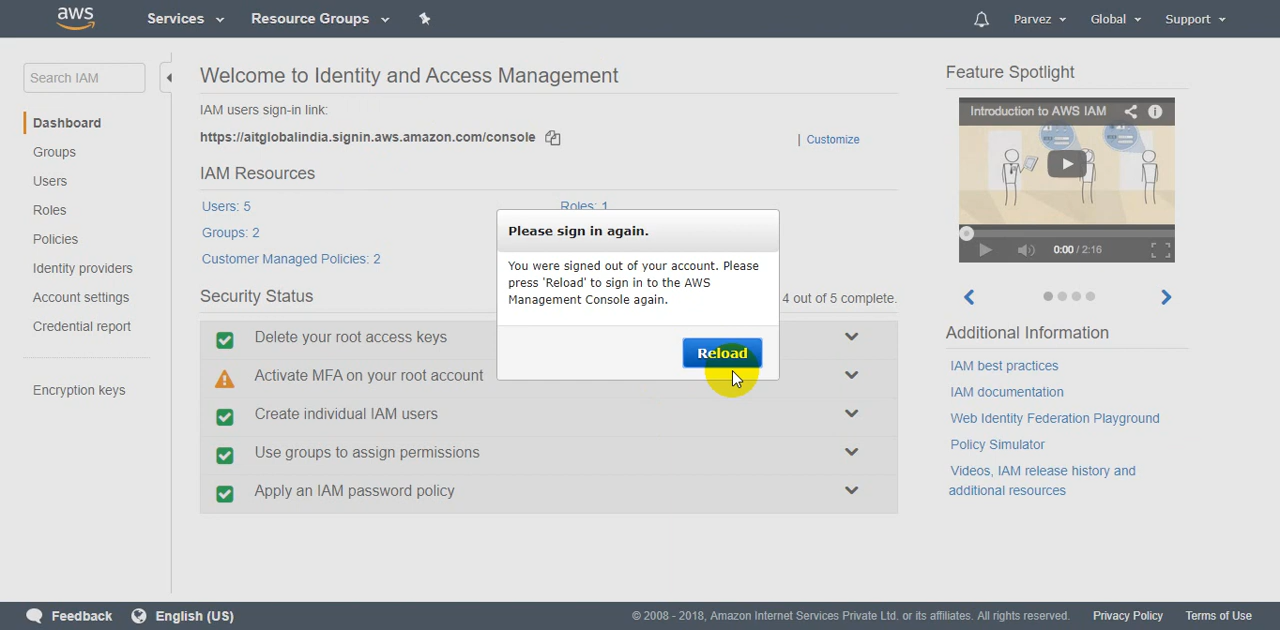 aws Services Resource Groups Parvez Global Support
Search IAM
Dashboard
Groups
Users
Roles
Policies
Identity providers
Account settings
Credential report
Encryption keys
Welcome to Identity and Access Management
IAM users sign-in link:
https://aitglobalindia.signin.aws.amazon.com/console | Customize
IAM Resources
Users: 5 Roles: 1
Groups: 2
Customer Managed Policies: 2
Security Status 4 out of 5 complete.
Delete your root access keys
Activate MFA on your root account
Create individual IAM users
Use groups to assign permissions
Apply an IAM password policy
Please sign in again.
You were signed out of your account. Please
press 'Reload' to sign in to the AWS
Management Console again.
Reload
Feature Spotlight
Introduction to AWS IAM
0:00 / 2:16
Additional Information
IAM best practices
IAM documentation
Web Identity Federation Playground
Policy Simulator
Videos, IAM release history and
additional resources
Feedback English (US) © 2008 - 2018, Amazon Internet Services Private Ltd. or its affiliates. All rights reserved. Privacy Policy Terms of Use